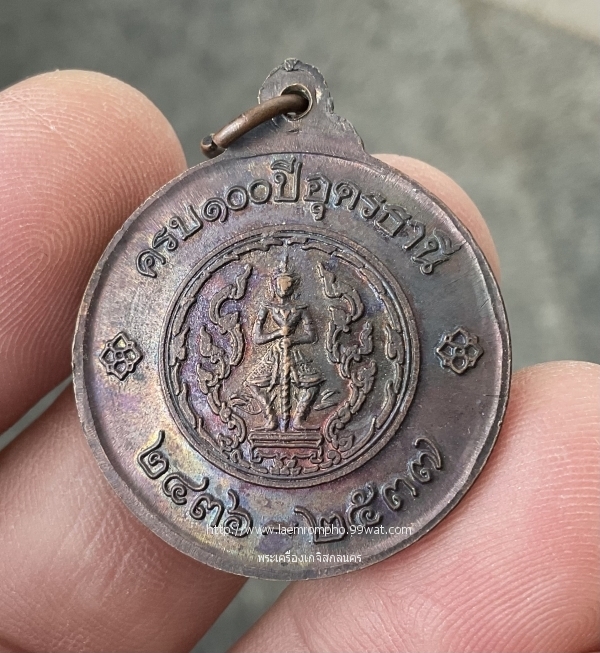 ครบ๑๐๐ปีอุดรธานี
๒๔๓๖ ๒๕๓๗
http://www.laemrompho.99wat.com/
พระเครื่องเกจิสกลนคร